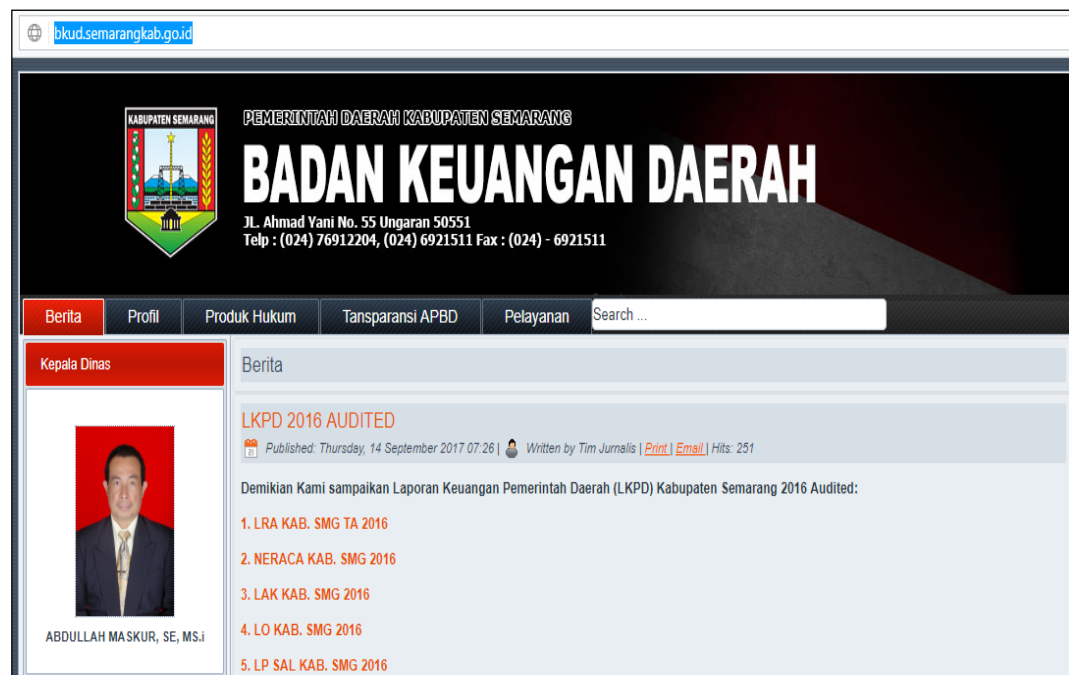 bkud.semarangkab.go.id
KABUPATEN SEMARANG
PEMERINTAH DAERAH KABUPATEN SEMARANG
BADAN KEUANGAN DAERAH
JL. Ahmad Yani No. 55 Ungaran 50551
Telp : (024) 76912204, (024) 6921511 Fax : (024) - 6921511
Berita Profil Produk Hukum Tansparansi APBD Pelayanan Search ...
Kepala Dinas
ABDULLAH MASKUR, SE, MS.i
Berita
LKPD 2016 AUDITED
Published: Thursday, 14 September 2017 07:26 | Written by Tim Jurnalis | Print | Email | Hits: 251
Demikian Kami sampaikan Laporan Keuangan Pemerintah Daerah (LKPD) Kabupaten Semarang 2016 Audited:
1. LRA KAB. SMG TA 2016
2. NERACA KAB. SMG 2016
3. LAK KAB. SMG 2016
4. LO KAB. SMG 2016
5. LP SAL KAB. SMG 2016